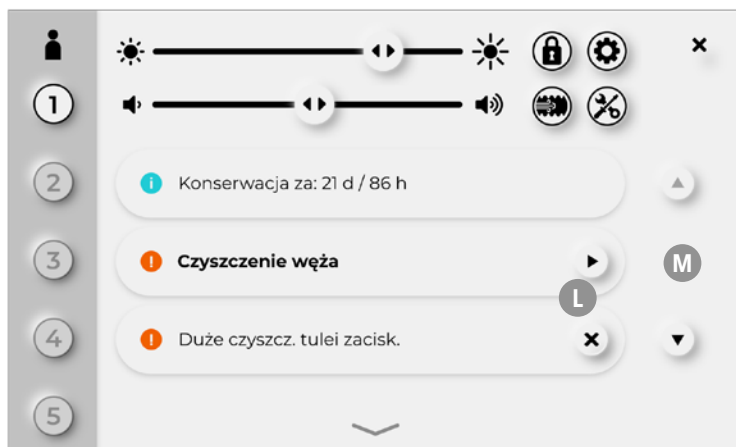 1
2
Konserwacja za: 21 d / 86 h
3
Czyszczenie węża
M
L
4
Duże czyszcz. tulei zacisk.
5